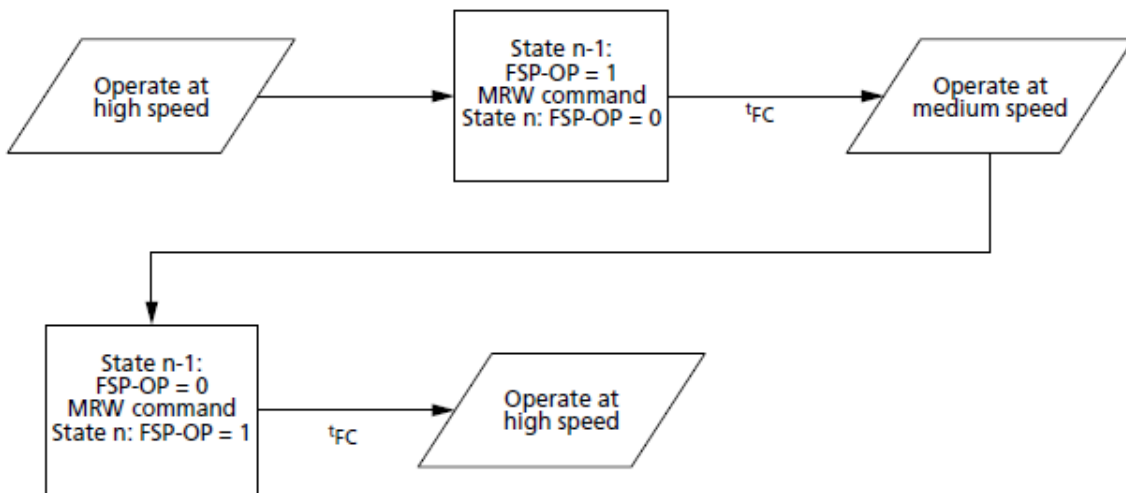 Operate at
high speed
State n-1:
FSP-OP = 1
MRW command
State n: FSP-OP = 0
tFC
Operate at
medium speed
State n-1:
FSP-OP = 0
MRW command
State n: FSP-OP = 1
tFC
Operate at
high speed